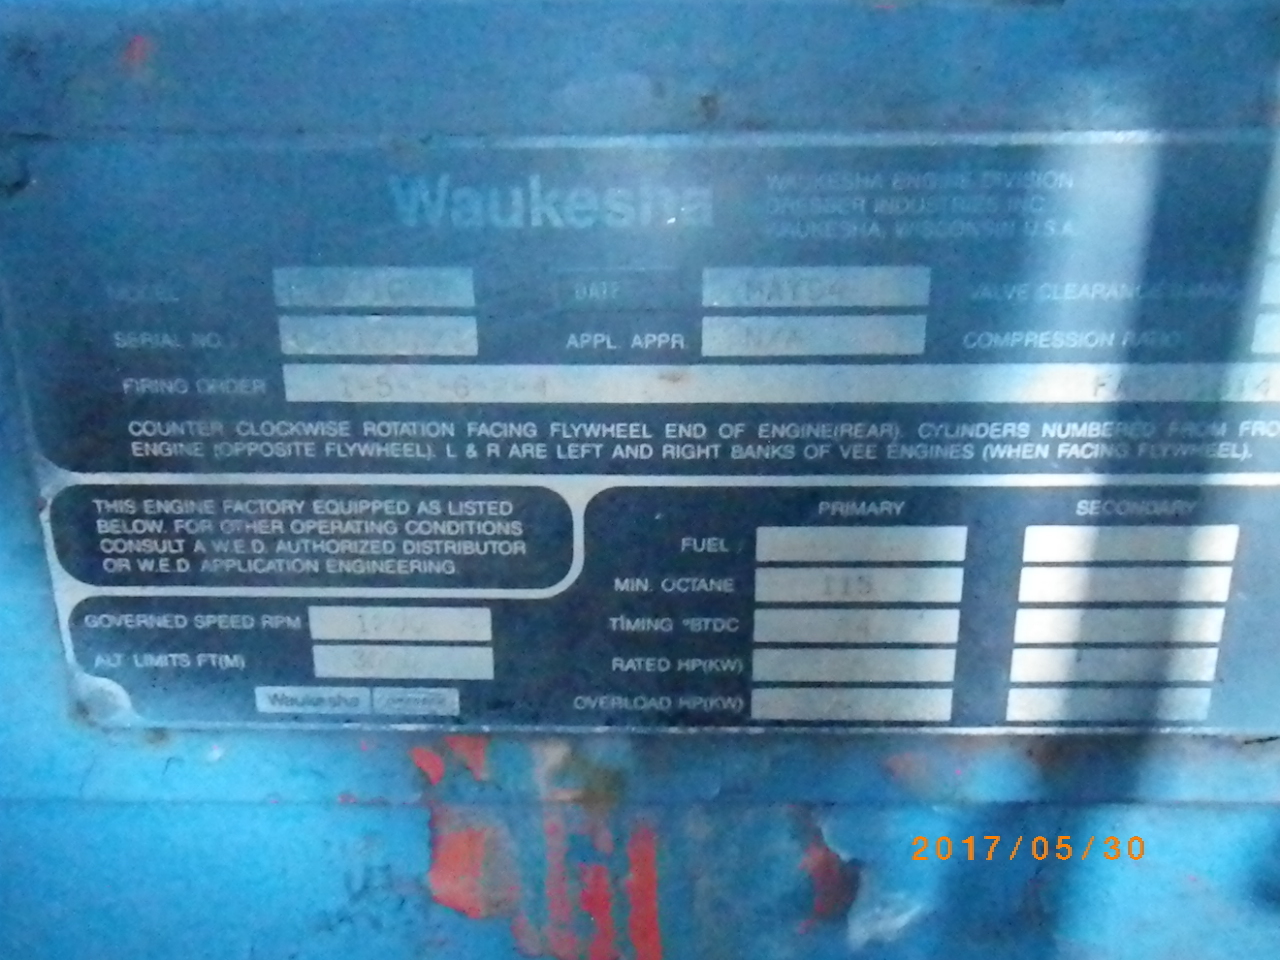 Waukesha
WAUKESHA ENGINE DIVISION
DRESSER INDUSTRIES INC.
WAUKESHA, WISCONSIN U.S.A.
MODEL
DATE
VALVE CLEARANCE
SERIAL NO.
APPL. APPR. N/A
COMPRESSION RATIO
FIRING ORDER
COUNTER CLOCKWISE ROTATION FACING FLYWHEEL END OF ENGINE(REAR). CYLINDERS NUMBERED FROM FRO
ENGINE (OPPOSITE FLYWHEEL). L & R ARE LEFT AND RIGHT BANKS OF VEE ENGINES (WHEN FACING FLYWHEEL).
THIS ENGINE FACTORY EQUIPPED AS LISTED
BELOW. FOR OTHER OPERATING CONDITIONS
CONSULT A W.E.D. AUTHORIZED DISTRIBUTOR
OR W.E.D. APPLICATION ENGINEERING
GOVERNED SPEED RPM
ALT. LIMITS FT(M)
Waukesha
PRIMARY SECONDARY
FUEL
MIN. OCTANE 115
TIMING °BTDC
RATED HP(KW)
OVERLOAD HP(KW)
2017/05/30